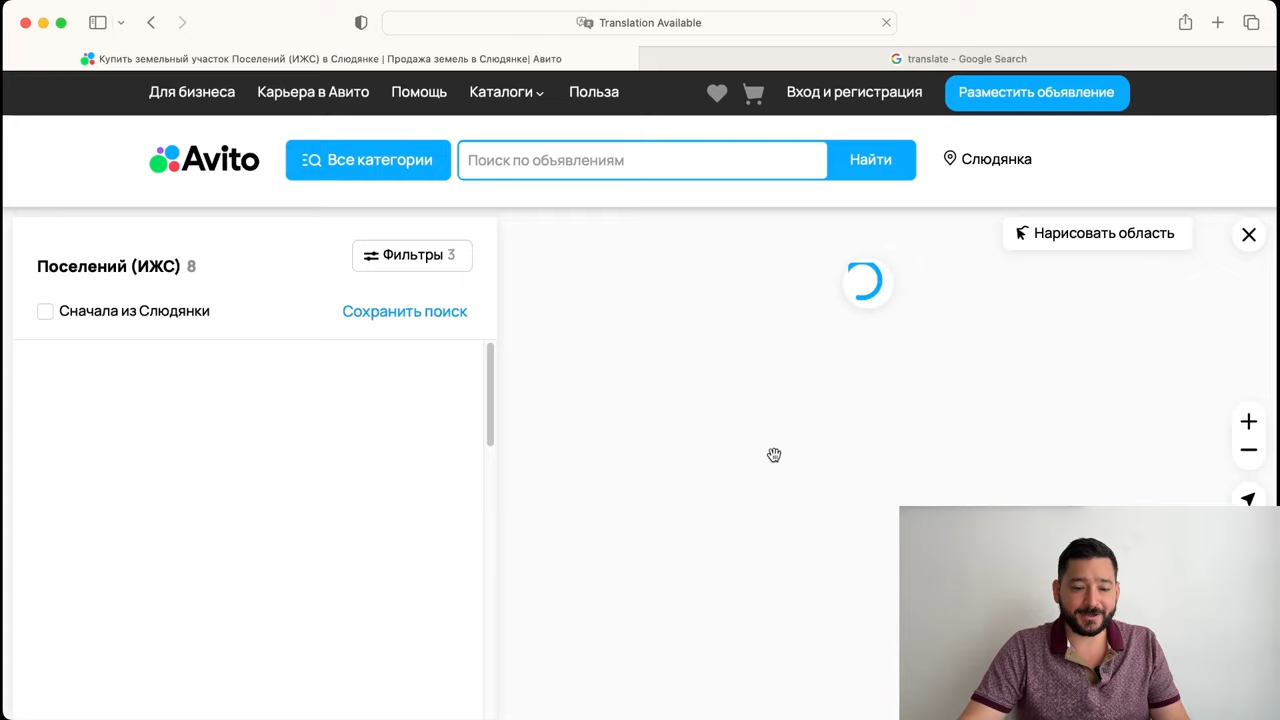 Translation Available
Купить земельный участок Поселений (ИЖС) в Слюдянке | Продажа земель в Слюдянке| Авито
translate - Google Search
Для бизнеса Карьера в Авито Помощь Каталоги Польза Вход и регистрация Разместить объявление
Avito Все категории Поиск по объявлениям Найти Слюдянка
Нарисовать область
Поселений (ИЖС) 8 Фильтры 3
Сначала из Слюдянки Сохранить поиск